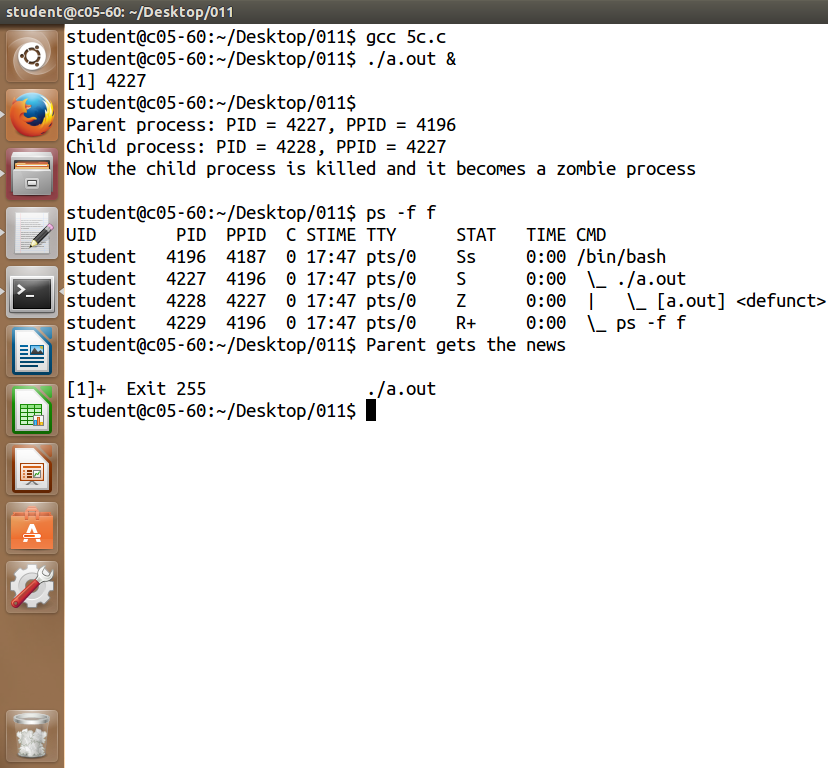 student@c05-60: ~/Desktop/011
student@c05-60:~/Desktop/011$ gcc 5c.c
student@c05-60:~/Desktop/011$ ./a.out &
[1] 4227
student@c05-60:~/Desktop/011$
Parent process: PID = 4227, PPID = 4196
Child process: PID = 4228, PPID = 4227
Now the child process is killed and it becomes a zombie process
student@c05-60:~/Desktop/011$ ps -f f
UID        PID  PPID  C STIME TTY      STAT   TIME CMD
student   4196  4187  0 17:47 pts/0    Ss     0:00 /bin/bash
student   4227  4196  0 17:47 pts/0    S      0:00  \_ ./a.out
student   4228  4227  0 17:47 pts/0    Z      0:00  |   \_ [a.out] <defunct>
student   4229  4196  0 17:47 pts/0    R+     0:00  \_ ps -f f
student@c05-60:~/Desktop/011$ Parent gets the news
[1]+  Exit 255                ./a.out
student@c05-60:~/Desktop/011$